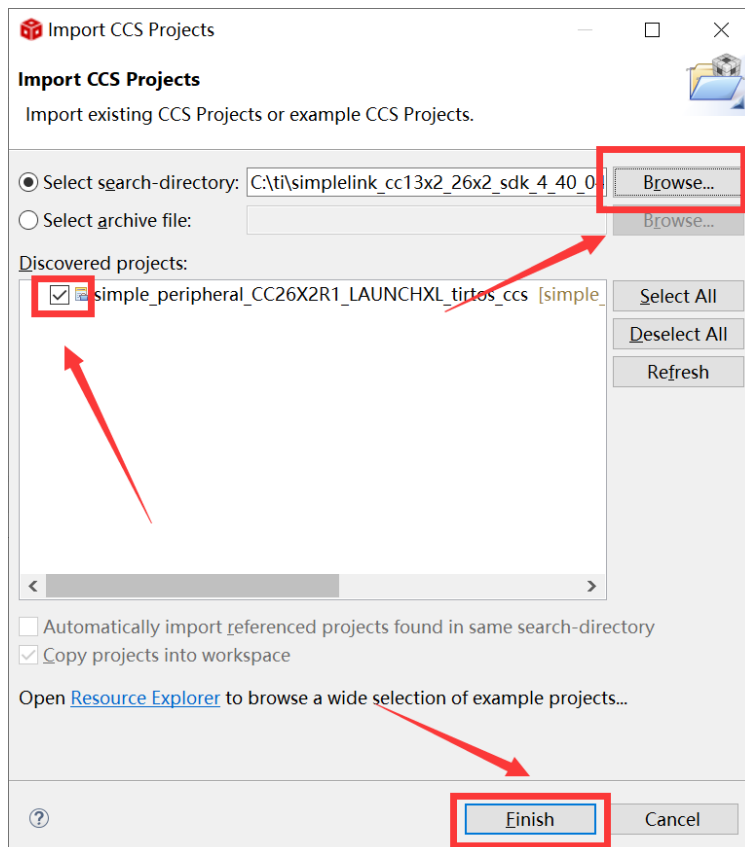 Import CCS Projects
Import CCS Projects
Import existing CCS Projects or example CCS Projects.
Select search-directory: C:\ti\simplelink_cc13x2_26x2_sdk_4_40_0 Browse...
Select archive file: Browse...
Discovered projects:
simple_peripheral_CC26X2R1_LAUNCHXL_tirtos_ccs [simple_
Select All
Deselect All
Refresh
Automatically import referenced projects found in same search-directory
Copy projects into workspace
Open Resource Explorer to browse a wide selection of example projects...
? Finish Cancel